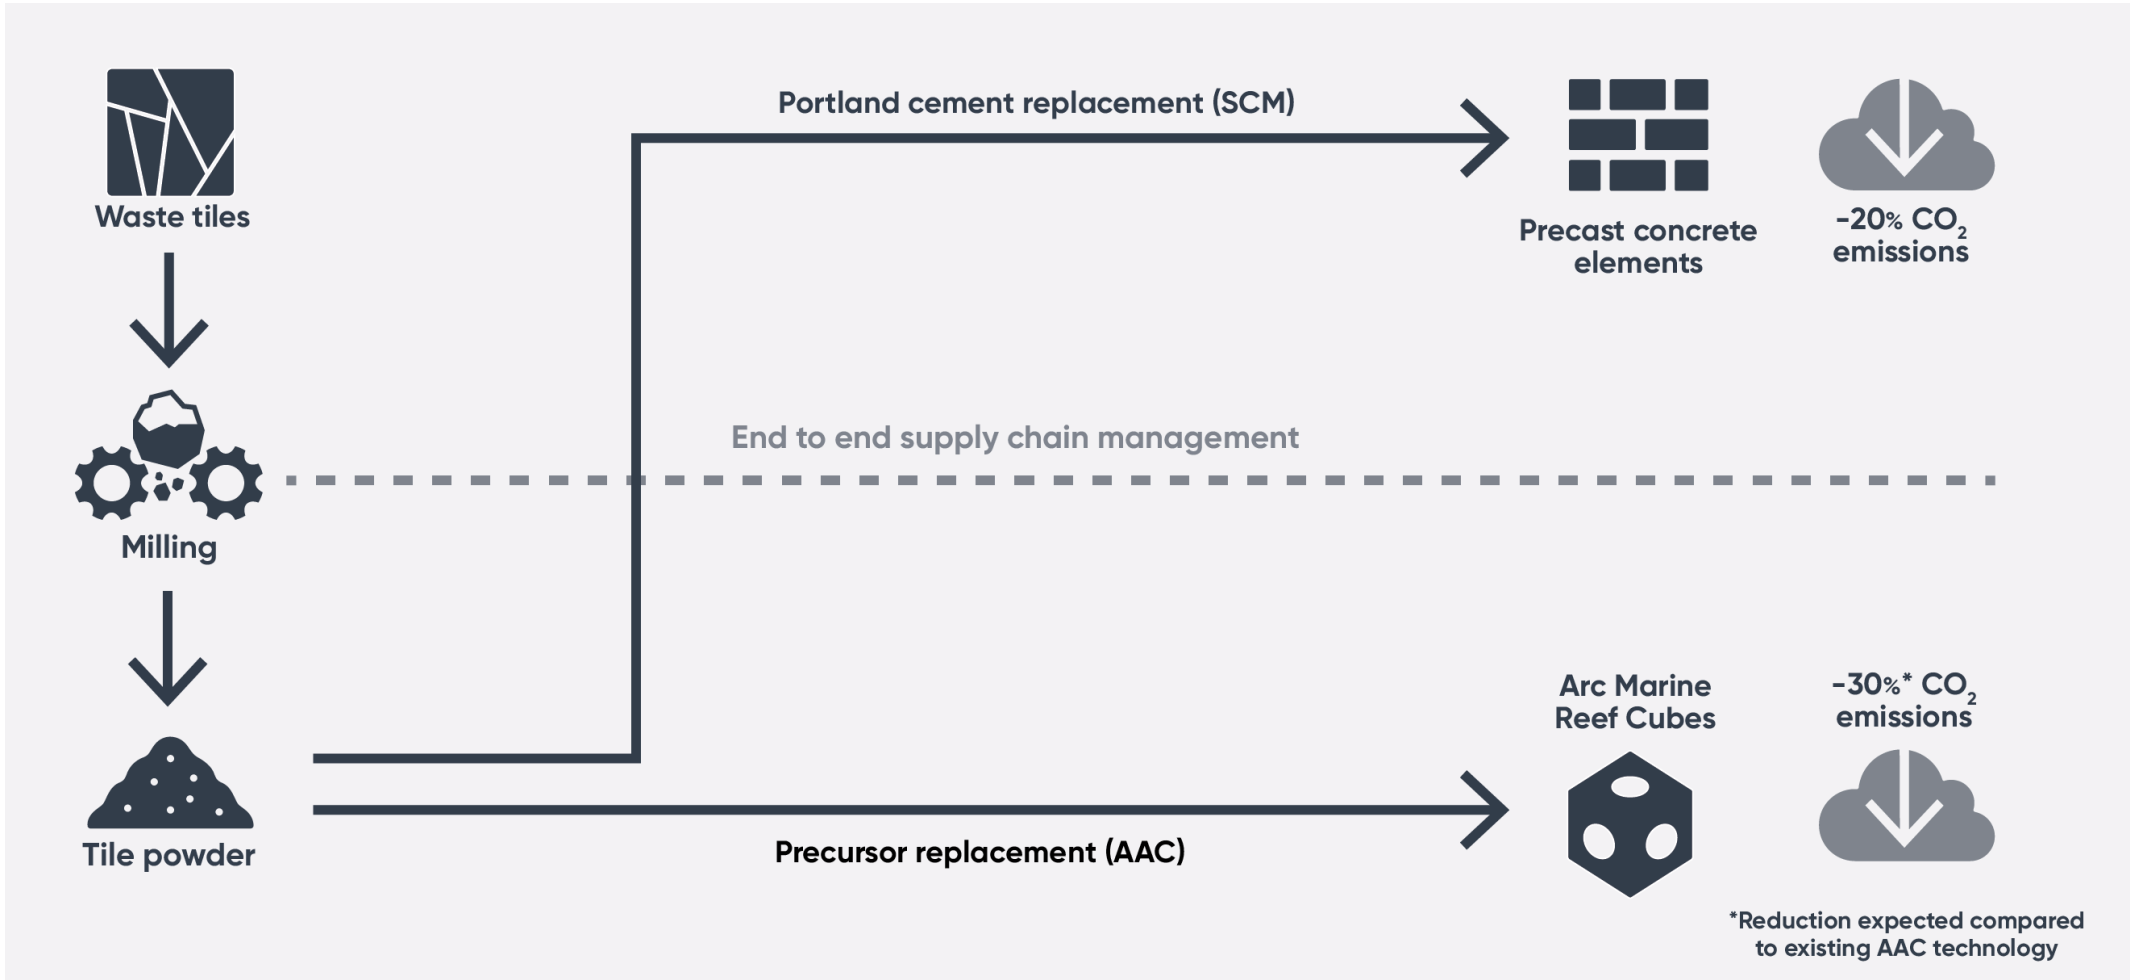 Waste tiles
Milling
Tile powder
Portland cement replacement (SCM)
End to end supply chain management
Precursor replacement (AAC)
Precast concrete
elements
-20% CO₂
emissions
Arc Marine
Reef Cubes
-30%* CO₂
emissions
*Reduction expected compared
to existing AAC technology